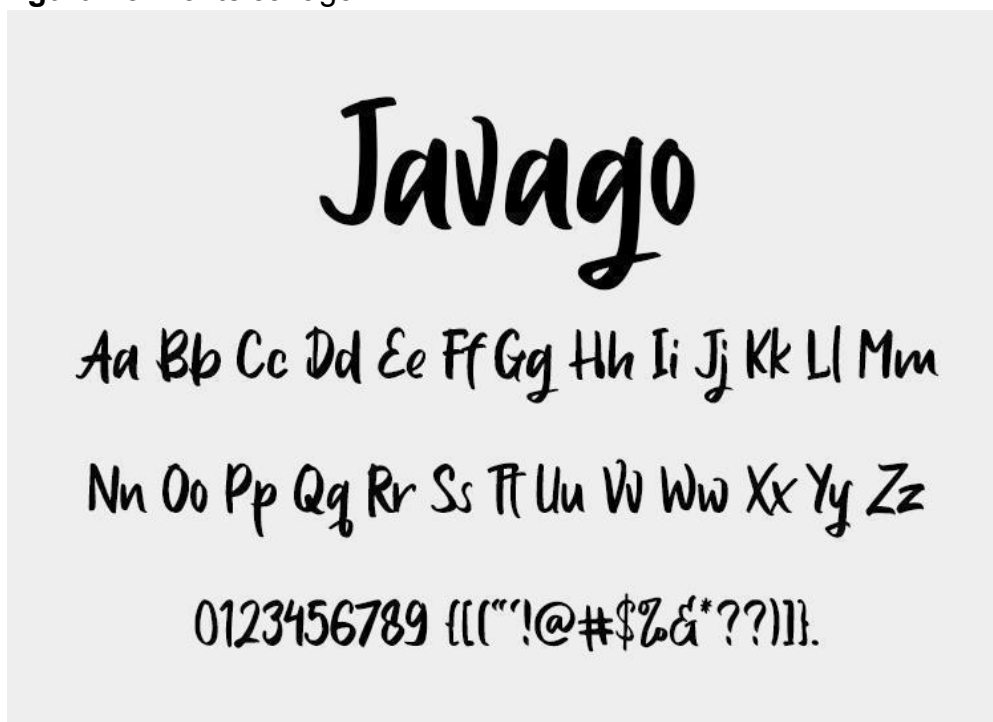 Javago
Aa Bb Cc Dd Ee Ff Gg Hh Ii Jj Kk Ll Mm
Nn Oo Pp Qq Rr Ss Tt Uu Vv Ww Xx Yy Zz
0123456789 {[(“‘!@#$%&*??)]}.